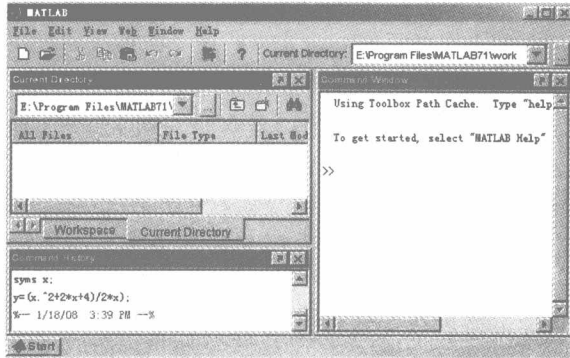 MATLAB
File Edit View Web Window Help
Current Directory: E:\Program Files\MATLAB71\work
Current Directory
E:\Program Files\MATLAB71\
All Files File Type Last Mod
Workspace Current Directory
Command History
syms x;
y=(x.^2+2*x+4)/2*x);
%-- 1/18/08 3:39 PM --%
Command Window
Using Toolbox Path Cache. Type "help
To get started, select "MATLAB Help"
>>
Start